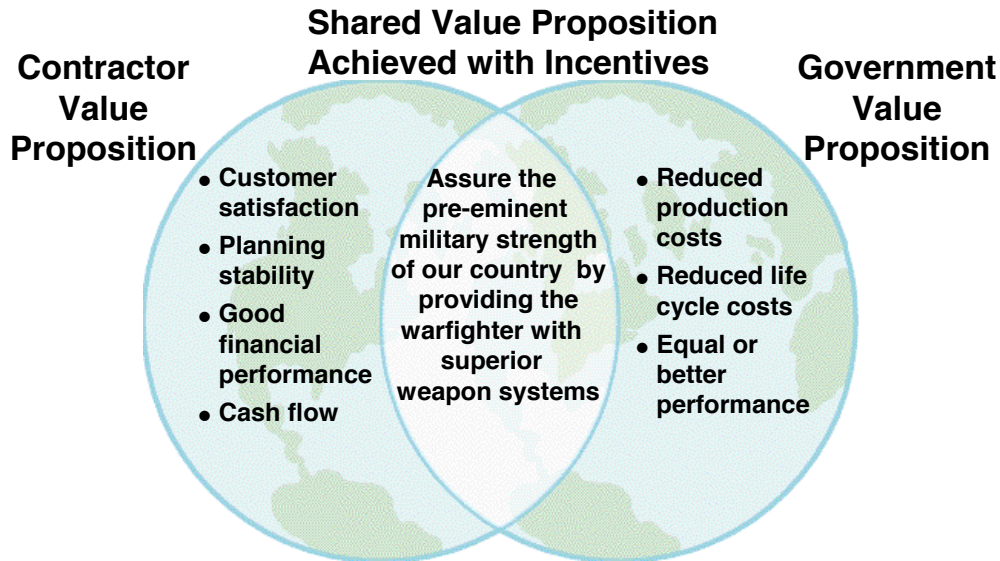 Shared Value Proposition
Achieved with Incentives
Contractor
Value
Proposition
Government
Value
Proposition
• Customer
satisfaction
• Planning
stability
• Good
financial
performance
• Cash flow
Assure the
pre-eminent
military strength
of our country by
providing the
warfighter with
superior
weapon systems
• Reduced
production
costs
• Reduced life
cycle costs
• Equal or
better
performance